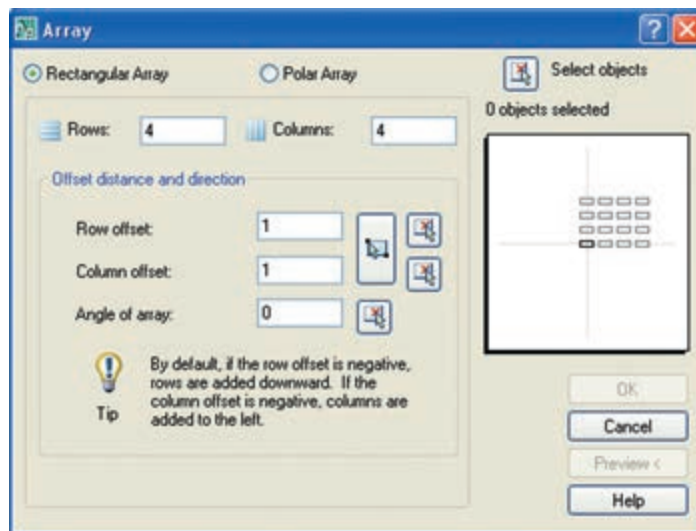 Array
Rectangular Array
Polar Array
Select objects
0 objects selected
Rows: 4
Columns: 4
Offset distance and direction
Row offset: 1
Column offset: 1
Angle of array: 0
By default, if the row offset is negative,
rows are added downward. If the
column offset is negative, columns are
added to the left.
Tip
OK
Cancel
Preview <
Help